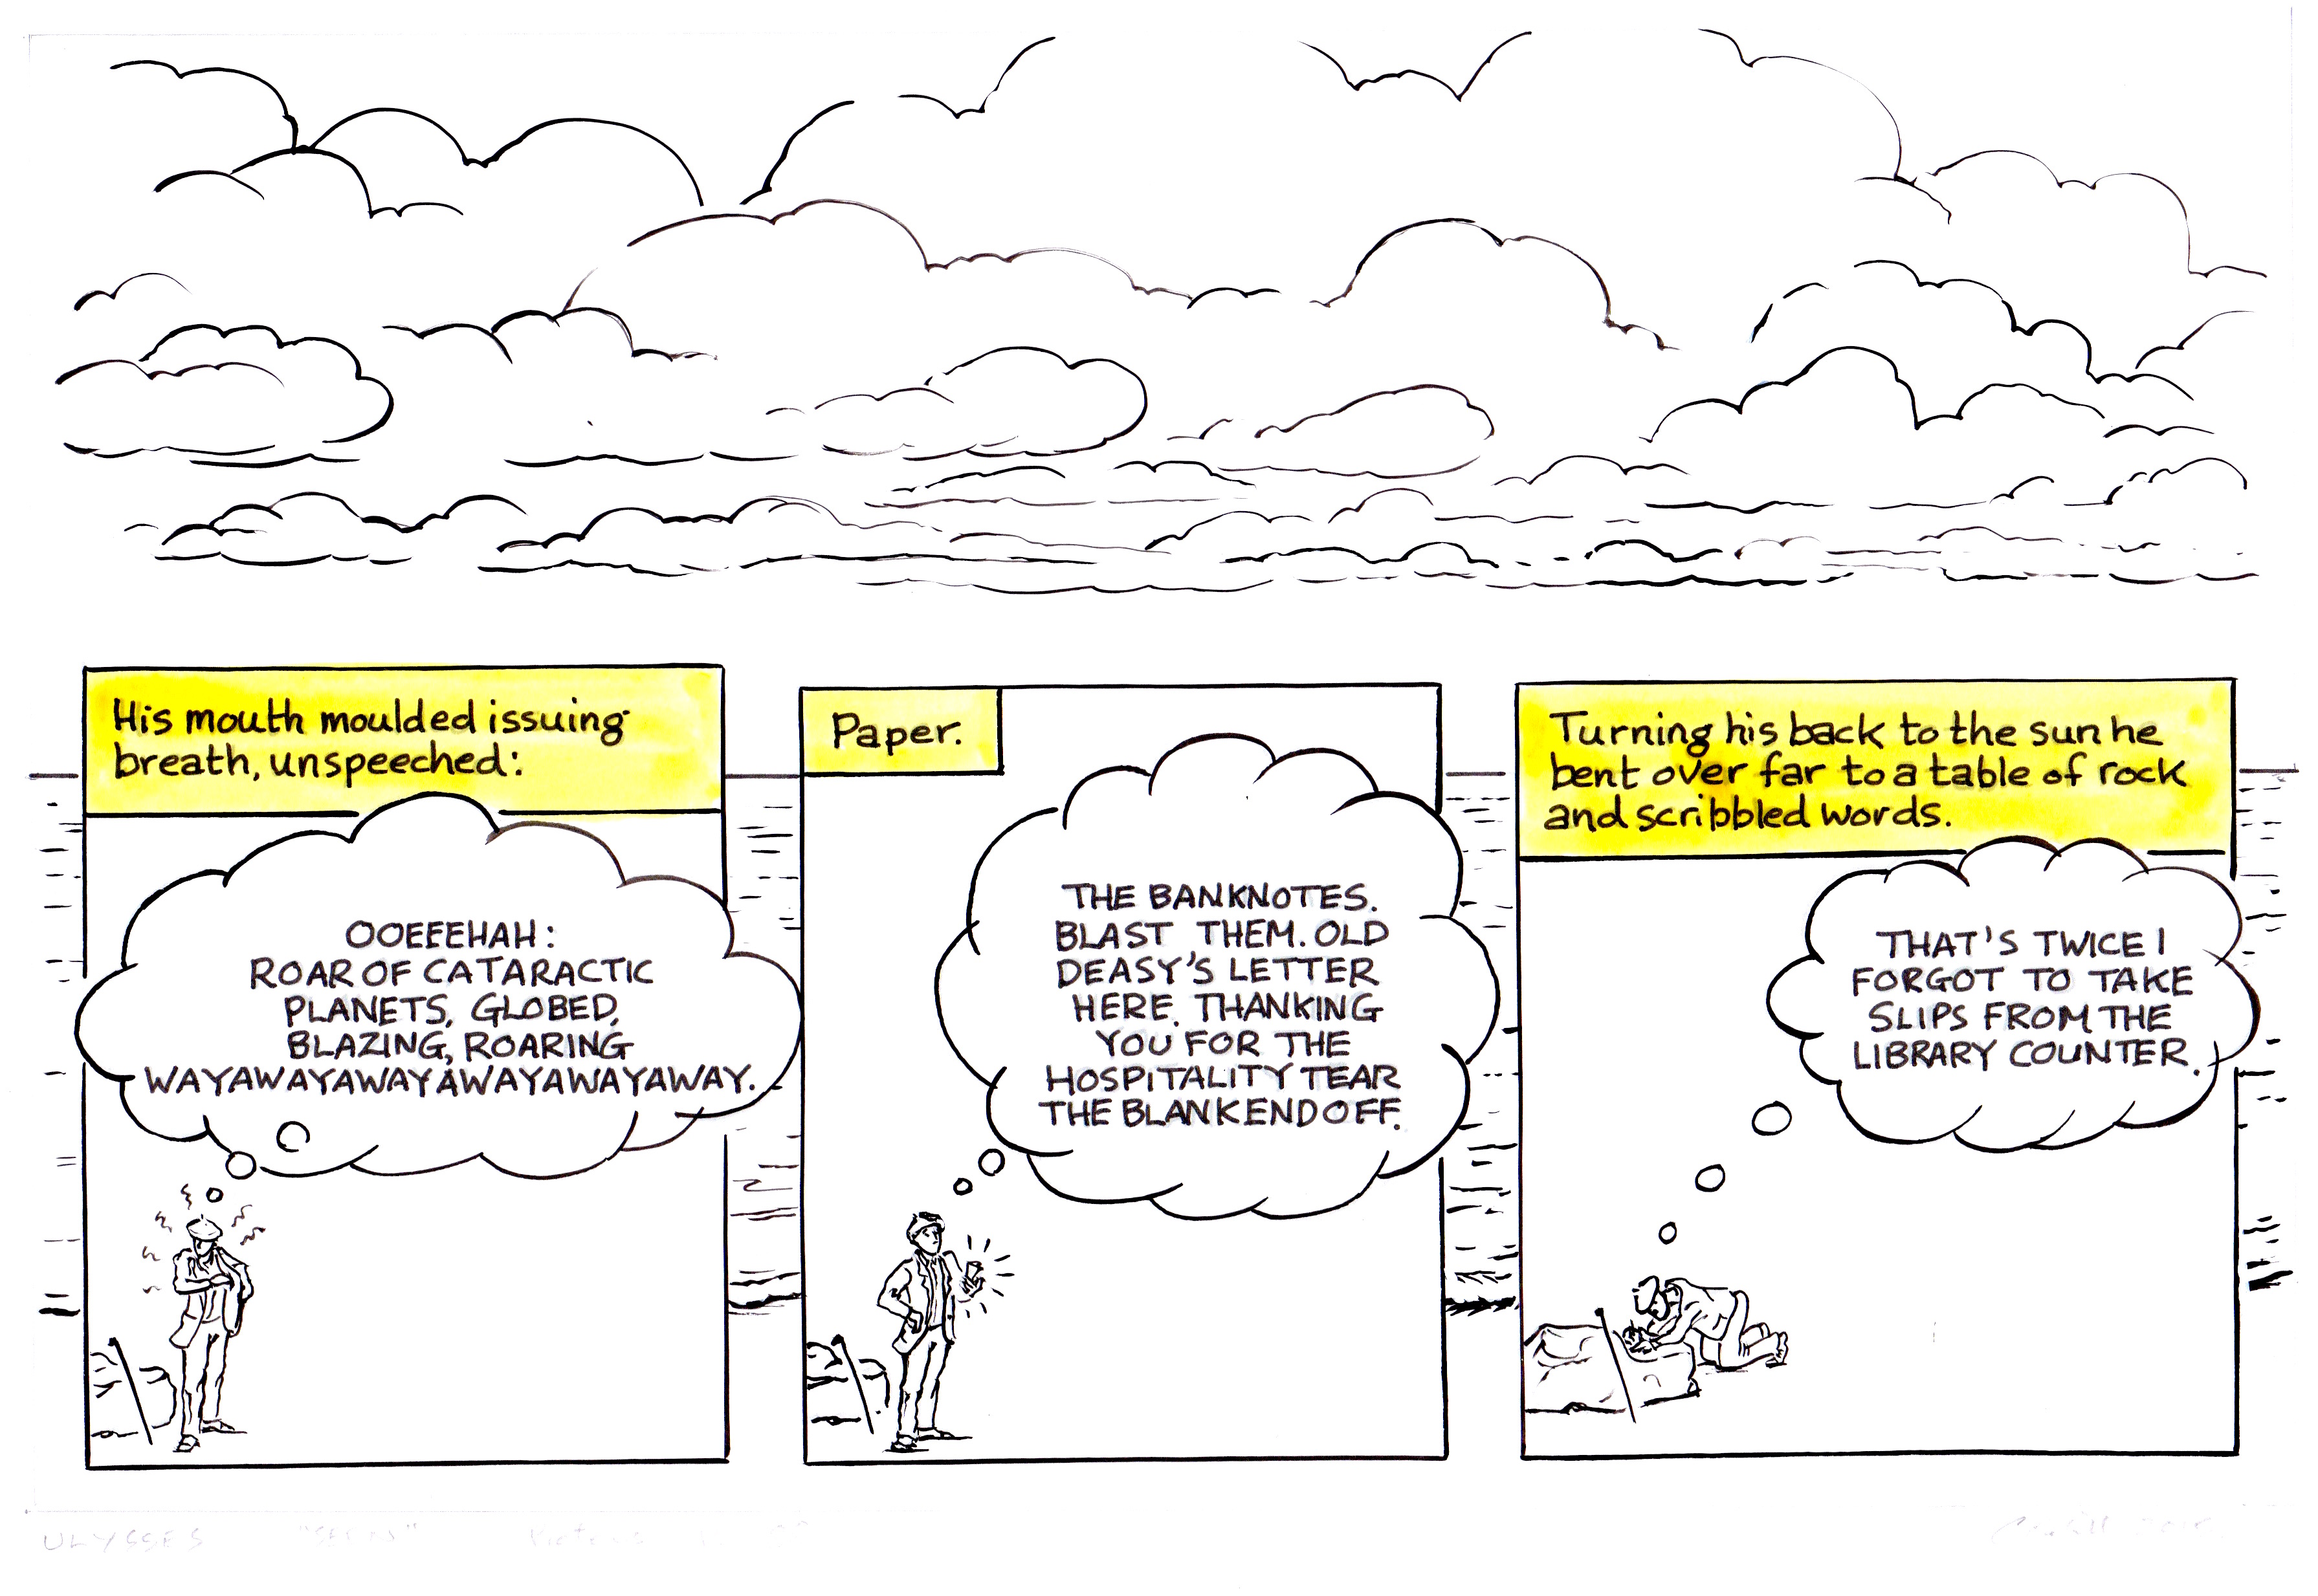 His mouth moulded issuing
breath, unspeeched:
OOEEEHAH:
ROAR OF CATARACTIC
PLANETS, GLOBED,
BLAZING, ROARING
WAYAWAYAWAYAWAYAWAYAWAY.
Paper.
THE BANKNOTES.
BLAST THEM. OLD
DEASY'S LETTER
HERE. THANKING
YOU FOR THE
HOSPITALITY TEAR
THE BLANK END OFF.
Turning his back to the sun he
bent over far to a table of rock
and scribbled words.
THAT'S TWICE I
FORGOT TO TAKE
SLIPS FROM THE
LIBRARY COUNTER.
ULYSSES